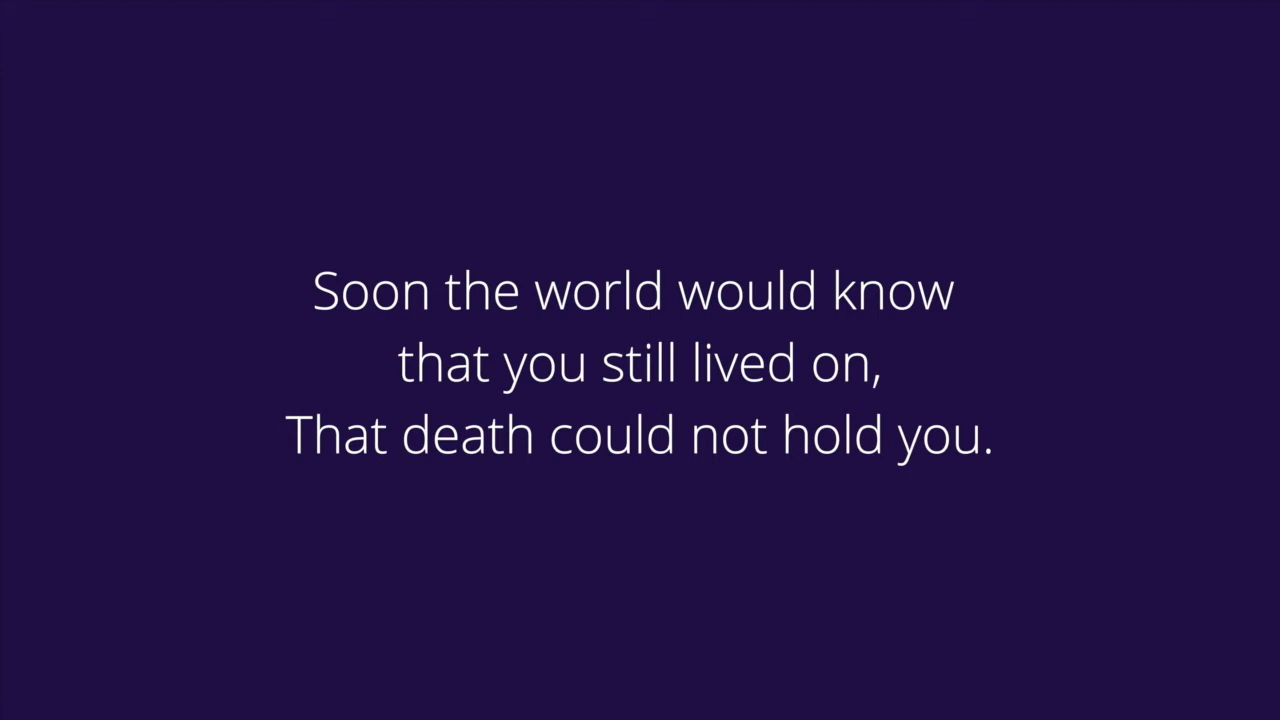 Soon the world would know
that you still lived on,
That death could not hold you.